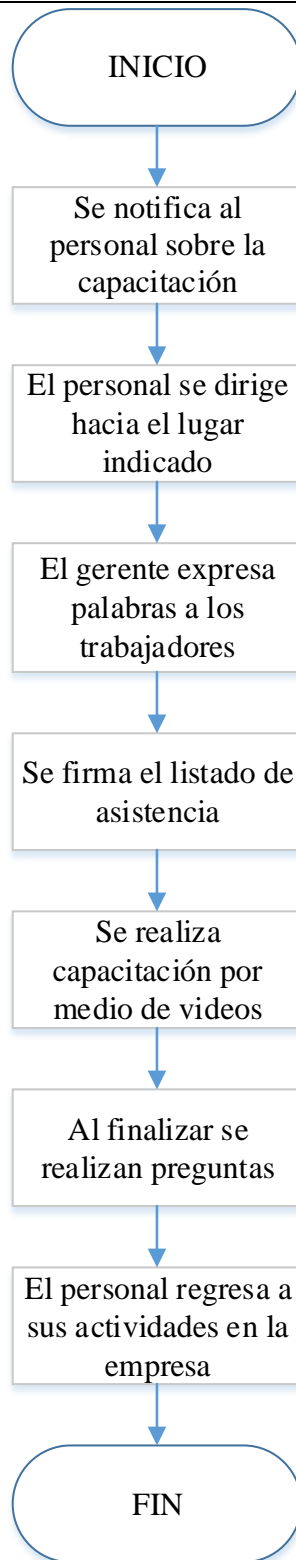 INICIO
Se notifica al
personal sobre la
capacitación
El personal se dirige
hacia el lugar
indicado
El gerente expresa
palabras a los
trabajadores
Se firma el listado de
asistencia
Se realiza
capacitación por
medio de videos
Al finalizar se
realizan preguntas
El personal regresa a
sus actividades en la
empresa
FIN